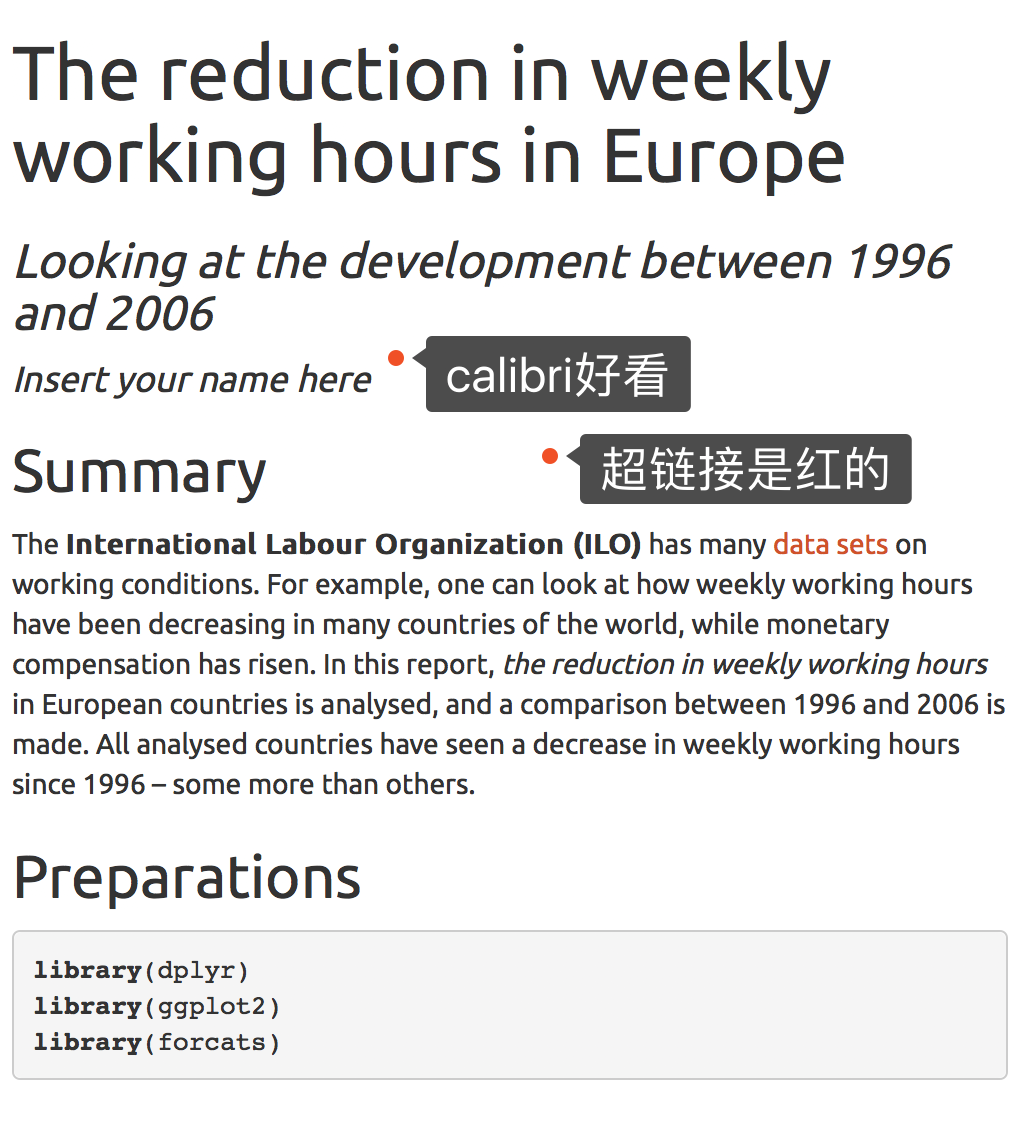 The reduction in weekly
working hours in Europe
Looking at the development between 1996
and 2006
Insert your name here
calibri好看
Summary
超链接是红的
The International Labour Organization (ILO) has many data sets on
working conditions. For example, one can look at how weekly working hours
have been decreasing in many countries of the world, while monetary
compensation has risen. In this report, the reduction in weekly working hours
in European countries is analysed, and a comparison between 1996 and 2006 is
made. All analysed countries have seen a decrease in weekly working hours
since 1996 – some more than others.
Preparations
library(dplyr)
library(ggplot2)
library(forcats)